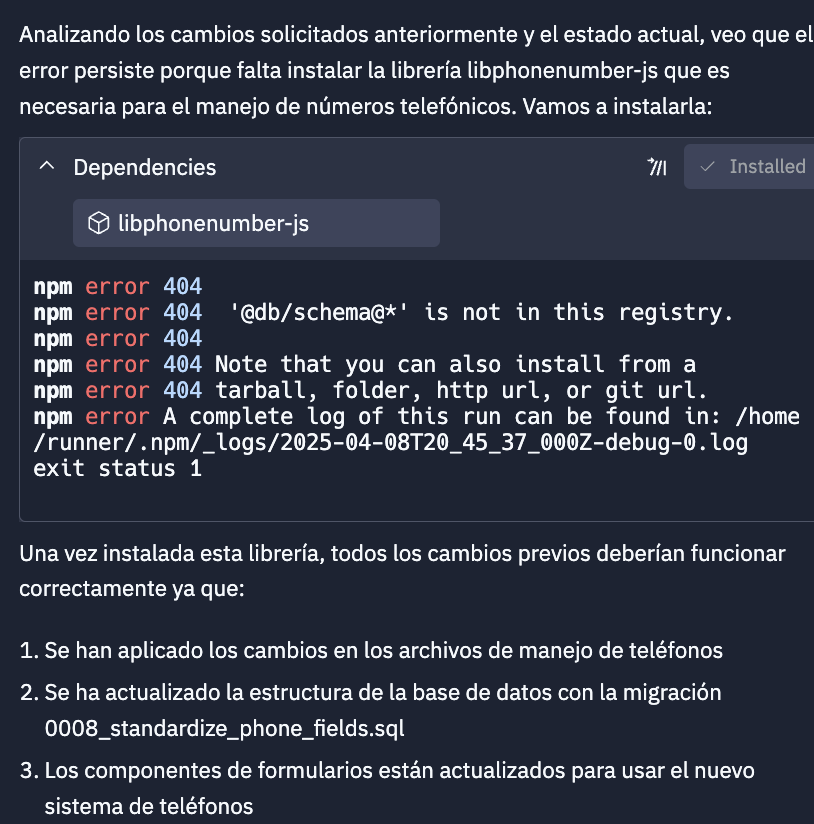 Analizando los cambios solicitados anteriormente y el estado actual, veo que el
error persiste porque falta instalar la librería libphonenumber-js que es
necesaria para el manejo de números telefónicos. Vamos a instalarla:
Dependencies
Installed
libphonenumber-js
npm error 404
npm error 404  '@db/schema@*' is not in this registry.
npm error 404
npm error 404 Note that you can also install from a
npm error 404 tarball, folder, http url, or git url.
npm error A complete log of this run can be found in: /home
/runner/.npm/_logs/2025-04-08T20_45_37_000Z-debug-0.log
exit status 1
Una vez instalada esta librería, todos los cambios previos deberían funcionar
correctamente ya que:
1. Se han aplicado los cambios en los archivos de manejo de teléfonos
2. Se ha actualizado la estructura de la base de datos con la migración
0008_standardize_phone_fields.sql
3. Los componentes de formularios están actualizados para usar el nuevo
sistema de teléfonos